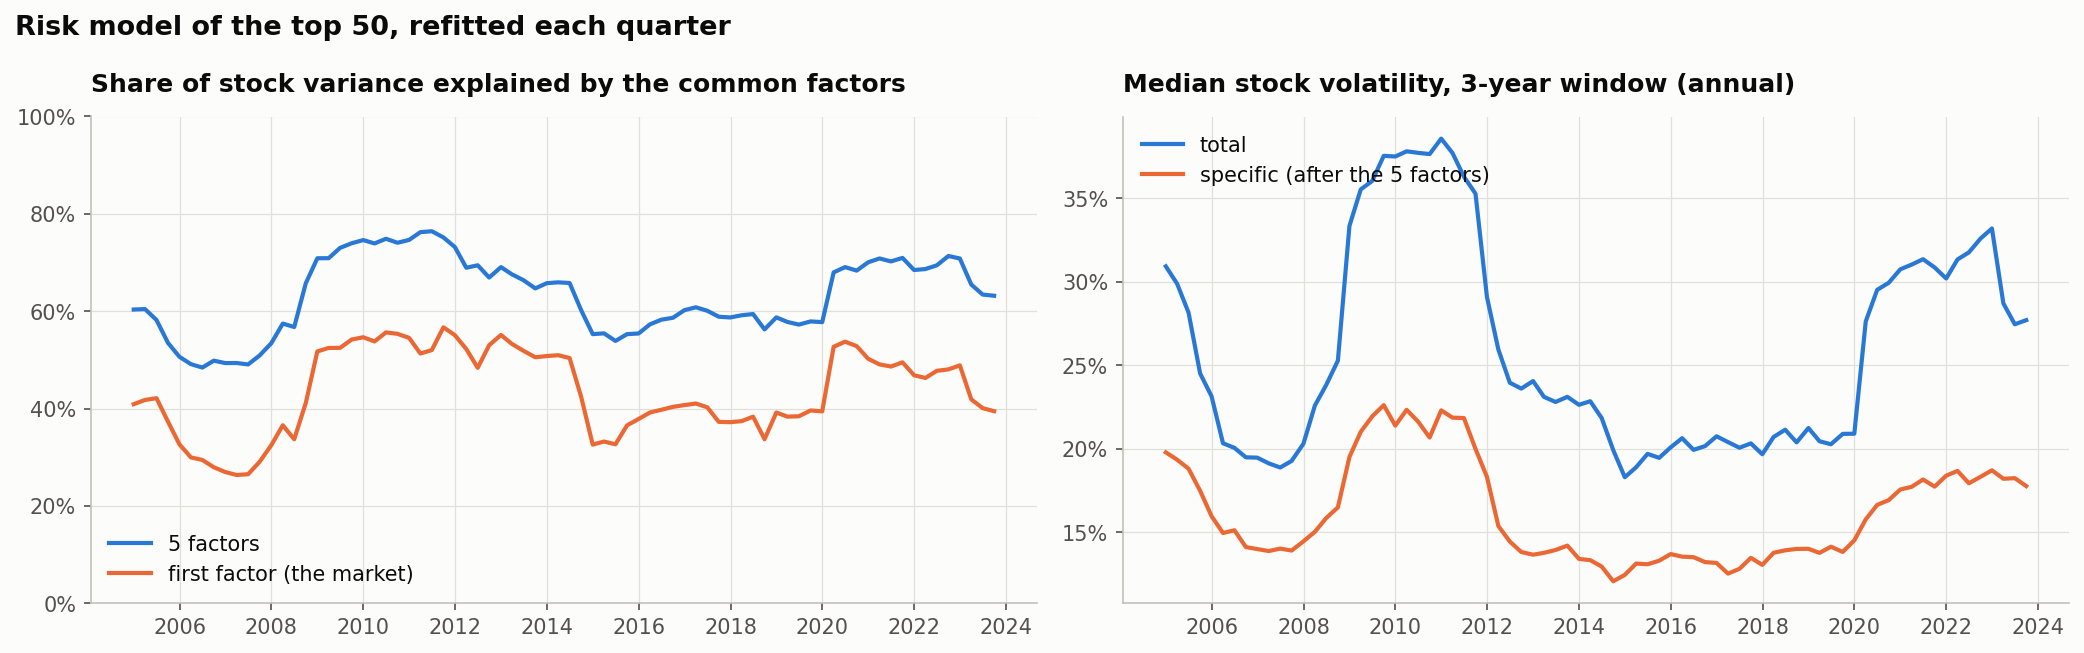 Risk model of the top 50, refitted each quarter
Share of stock variance explained by the common factors
100%
80%
60%
40%
20%
0%
5 factors
first factor (the market)
2006 2008 2010 2012 2014 2016 2018 2020 2022 2024
Median stock volatility, 3-year window (annual)
total
specific (after the 5 factors)
35%
30%
25%
20%
15%
2006 2008 2010 2012 2014 2016 2018 2020 2022 2024